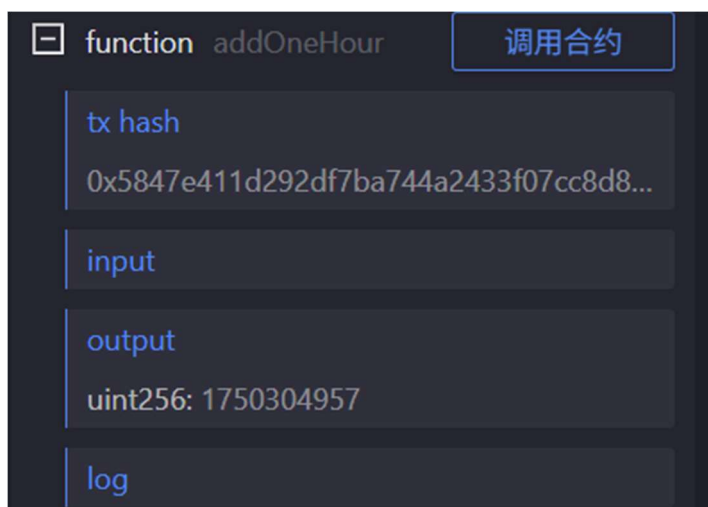 function addOneHour 调用合约
tx hash
0x5847e411d292df7ba744a2433f07cc8d8...
input
output
uint256: 1750304957
log